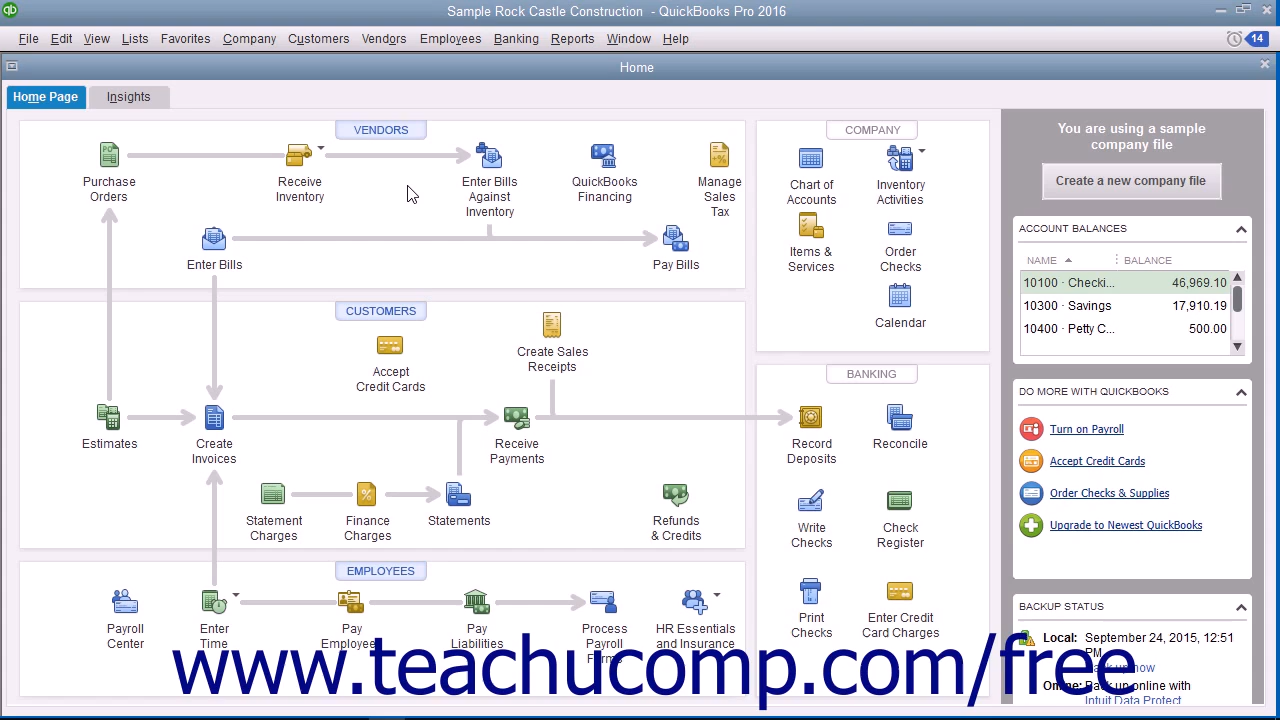 Sample Rock Castle Construction - QuickBooks Pro 2016
File Edit View Lists Favorites Company Customers Vendors Employees Banking Reports Window Help
14
Home
Home Page Insights
VENDORS
Purchase
Orders
Receive
Inventory
Enter Bills
Against
Inventory
QuickBooks
Financing
Manage
Sales
Tax
Enter Bills
Pay Bills
CUSTOMERS
Accept
Credit Cards
Create Sales
Receipts
Estimates
Create
Invoices
Receive
Payments
Statement
Charges
Finance
Charges
Statements
Refunds
& Credits
EMPLOYEES
Payroll
Center
Enter
Time
Pay
Employees
Pay
Liabilities
Process
Payroll
Forms
HR Essentials
and Insurance
COMPANY
Chart of
Accounts
Inventory
Activities
Items &
Services
Order
Checks
Calendar
BANKING
Record
Deposits
Reconcile
Write
Checks
Check
Register
Print
Checks
Enter Credit
Card Charges
You are using a sample
company file
Create a new company file
ACCOUNT BALANCES
NAME BALANCE
10100 · Checki... 46,969.10
10300 · Savings 17,910.19
10400 · Petty C... 500.00
DO MORE WITH QUICKBOOKS
Turn on Payroll
Accept Credit Cards
Order Checks & Supplies
Upgrade to Newest QuickBooks
BACKUP STATUS
Local: September 24, 2015, 12:51
PM
Back up now
Online: Back up online with
Intuit Data Protect
www.teachucomp.com/free